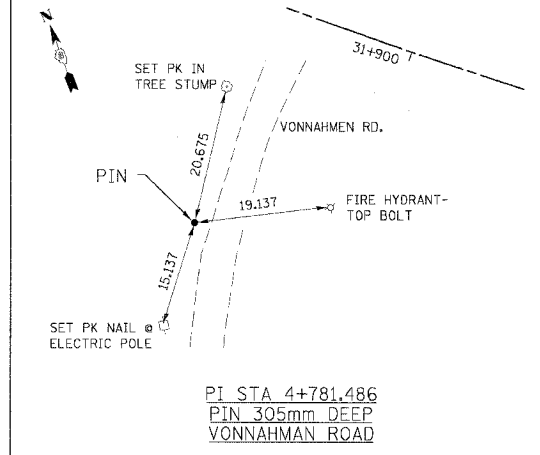 N
31+900 T
SET PK IN
TREE STUMP
VONNAHMEN RD.
20.675
PIN
19.137
FIRE HYDRANT-
TOP BOLT
15.137
SET PK NAIL @
ELECTRIC POLE
PI STA 4+781.486
PIN 305mm DEEP
VONNAHMAN ROAD